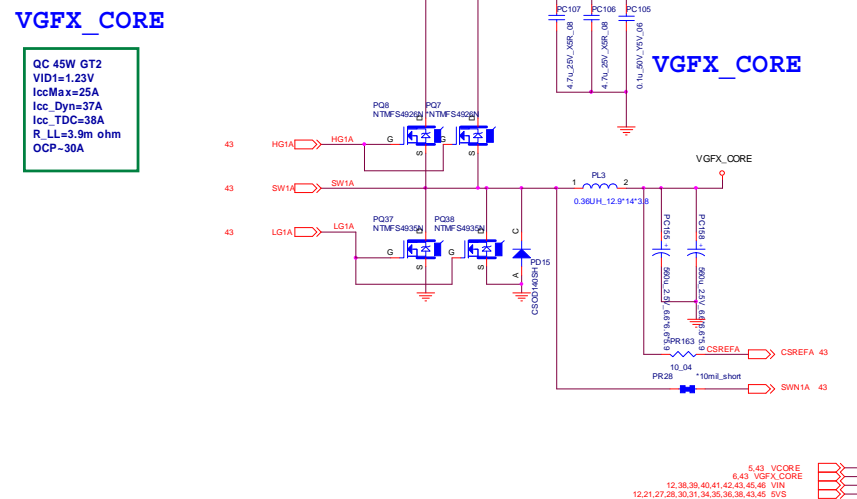 VGFX_CORE
QC 45W GT2
VID1=1.23V
IccMax=25A
Icc_Dyn=37A
Icc_TDC=38A
R_LL=3.9m ohm
OCP~30A
PC107
PC106
PC105
4.7u_25V_X5R_08
4.7u_25V_X5R_08
0.1u_50V_Y5V_06
VGFX_CORE
PQ8
NTMFS4926N
PQ7
*NTMFS4926N
D
D
G
G
S
S
43 HG1A HG1A
43 SW1A SW1A
43 LG1A LG1A
VGFX_CORE
PL3
1
2
0.36UH_12.9*14*3.8
PQ37
NTMFS4935N
PQ38
NTMFS4935N
D
D
G
G
S
S
C
A
PD15
CSOD140SH
PC155
+
560u_2.5V_6.6*6.6*5.9
PC158
+
560u_2.5V_6.6*6.6*5.9
PR163
10_04
CSREFA
CSREFA 43
PR28
*10mil_short
SWN1A 43
5,43 VCORE
6,43 VGFX_CORE
12,38,39,40,41,42,43,45,46 VIN
12,21,27,28,30,31,34,35,36,38,43,45 5VS